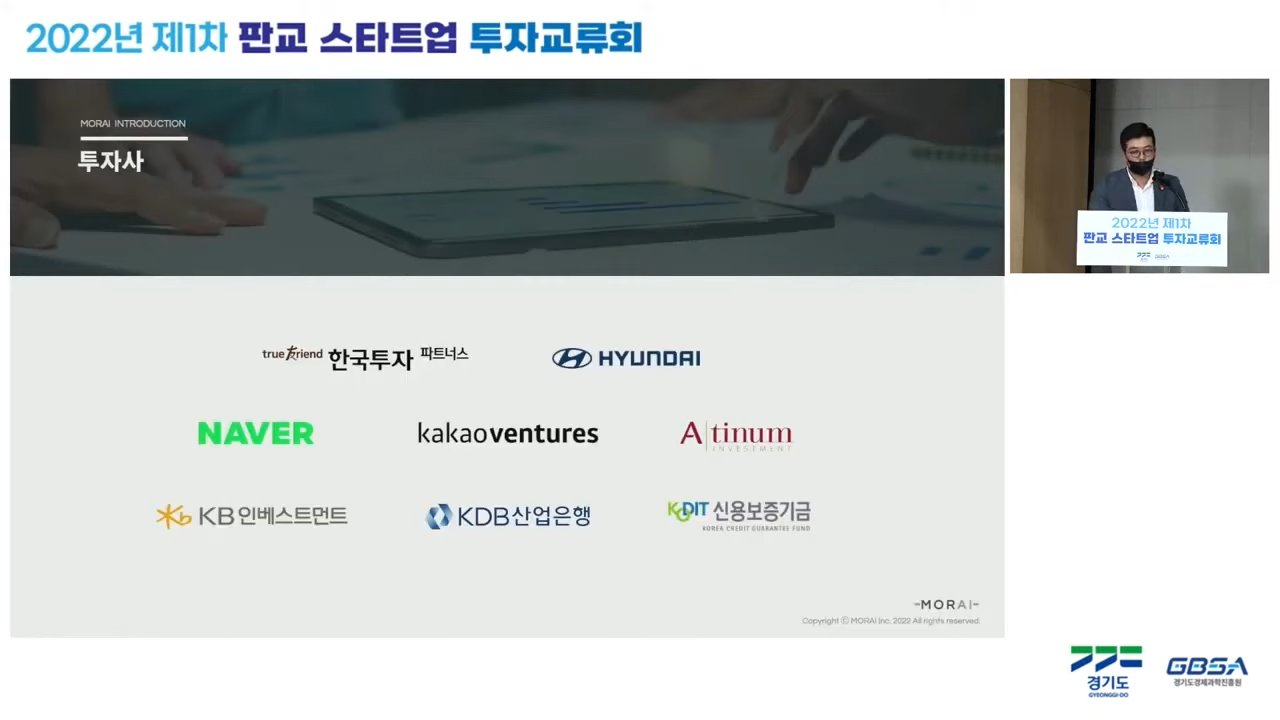 2022년 제1차 판교 스타트업 투자교류회
MORAI INTRODUCTION
투자사
true friend 한국투자 파트너스
HYUNDAI
NAVER
kakaoventures
A|tinum
INVESTMENT
KB인베스트먼트
KDB산업은행
KODIT 신용보증기금
KOREA CREDIT GUARANTEE FUND
-MORAI-
Copyright ⓒ MORAI Inc. 2022 All rights reserved.
2022년 제1차
판교 스타트업 투자교류회
GBSA
경기도
GYEONGGI-DO
GBSA
경기도경제과학진흥원